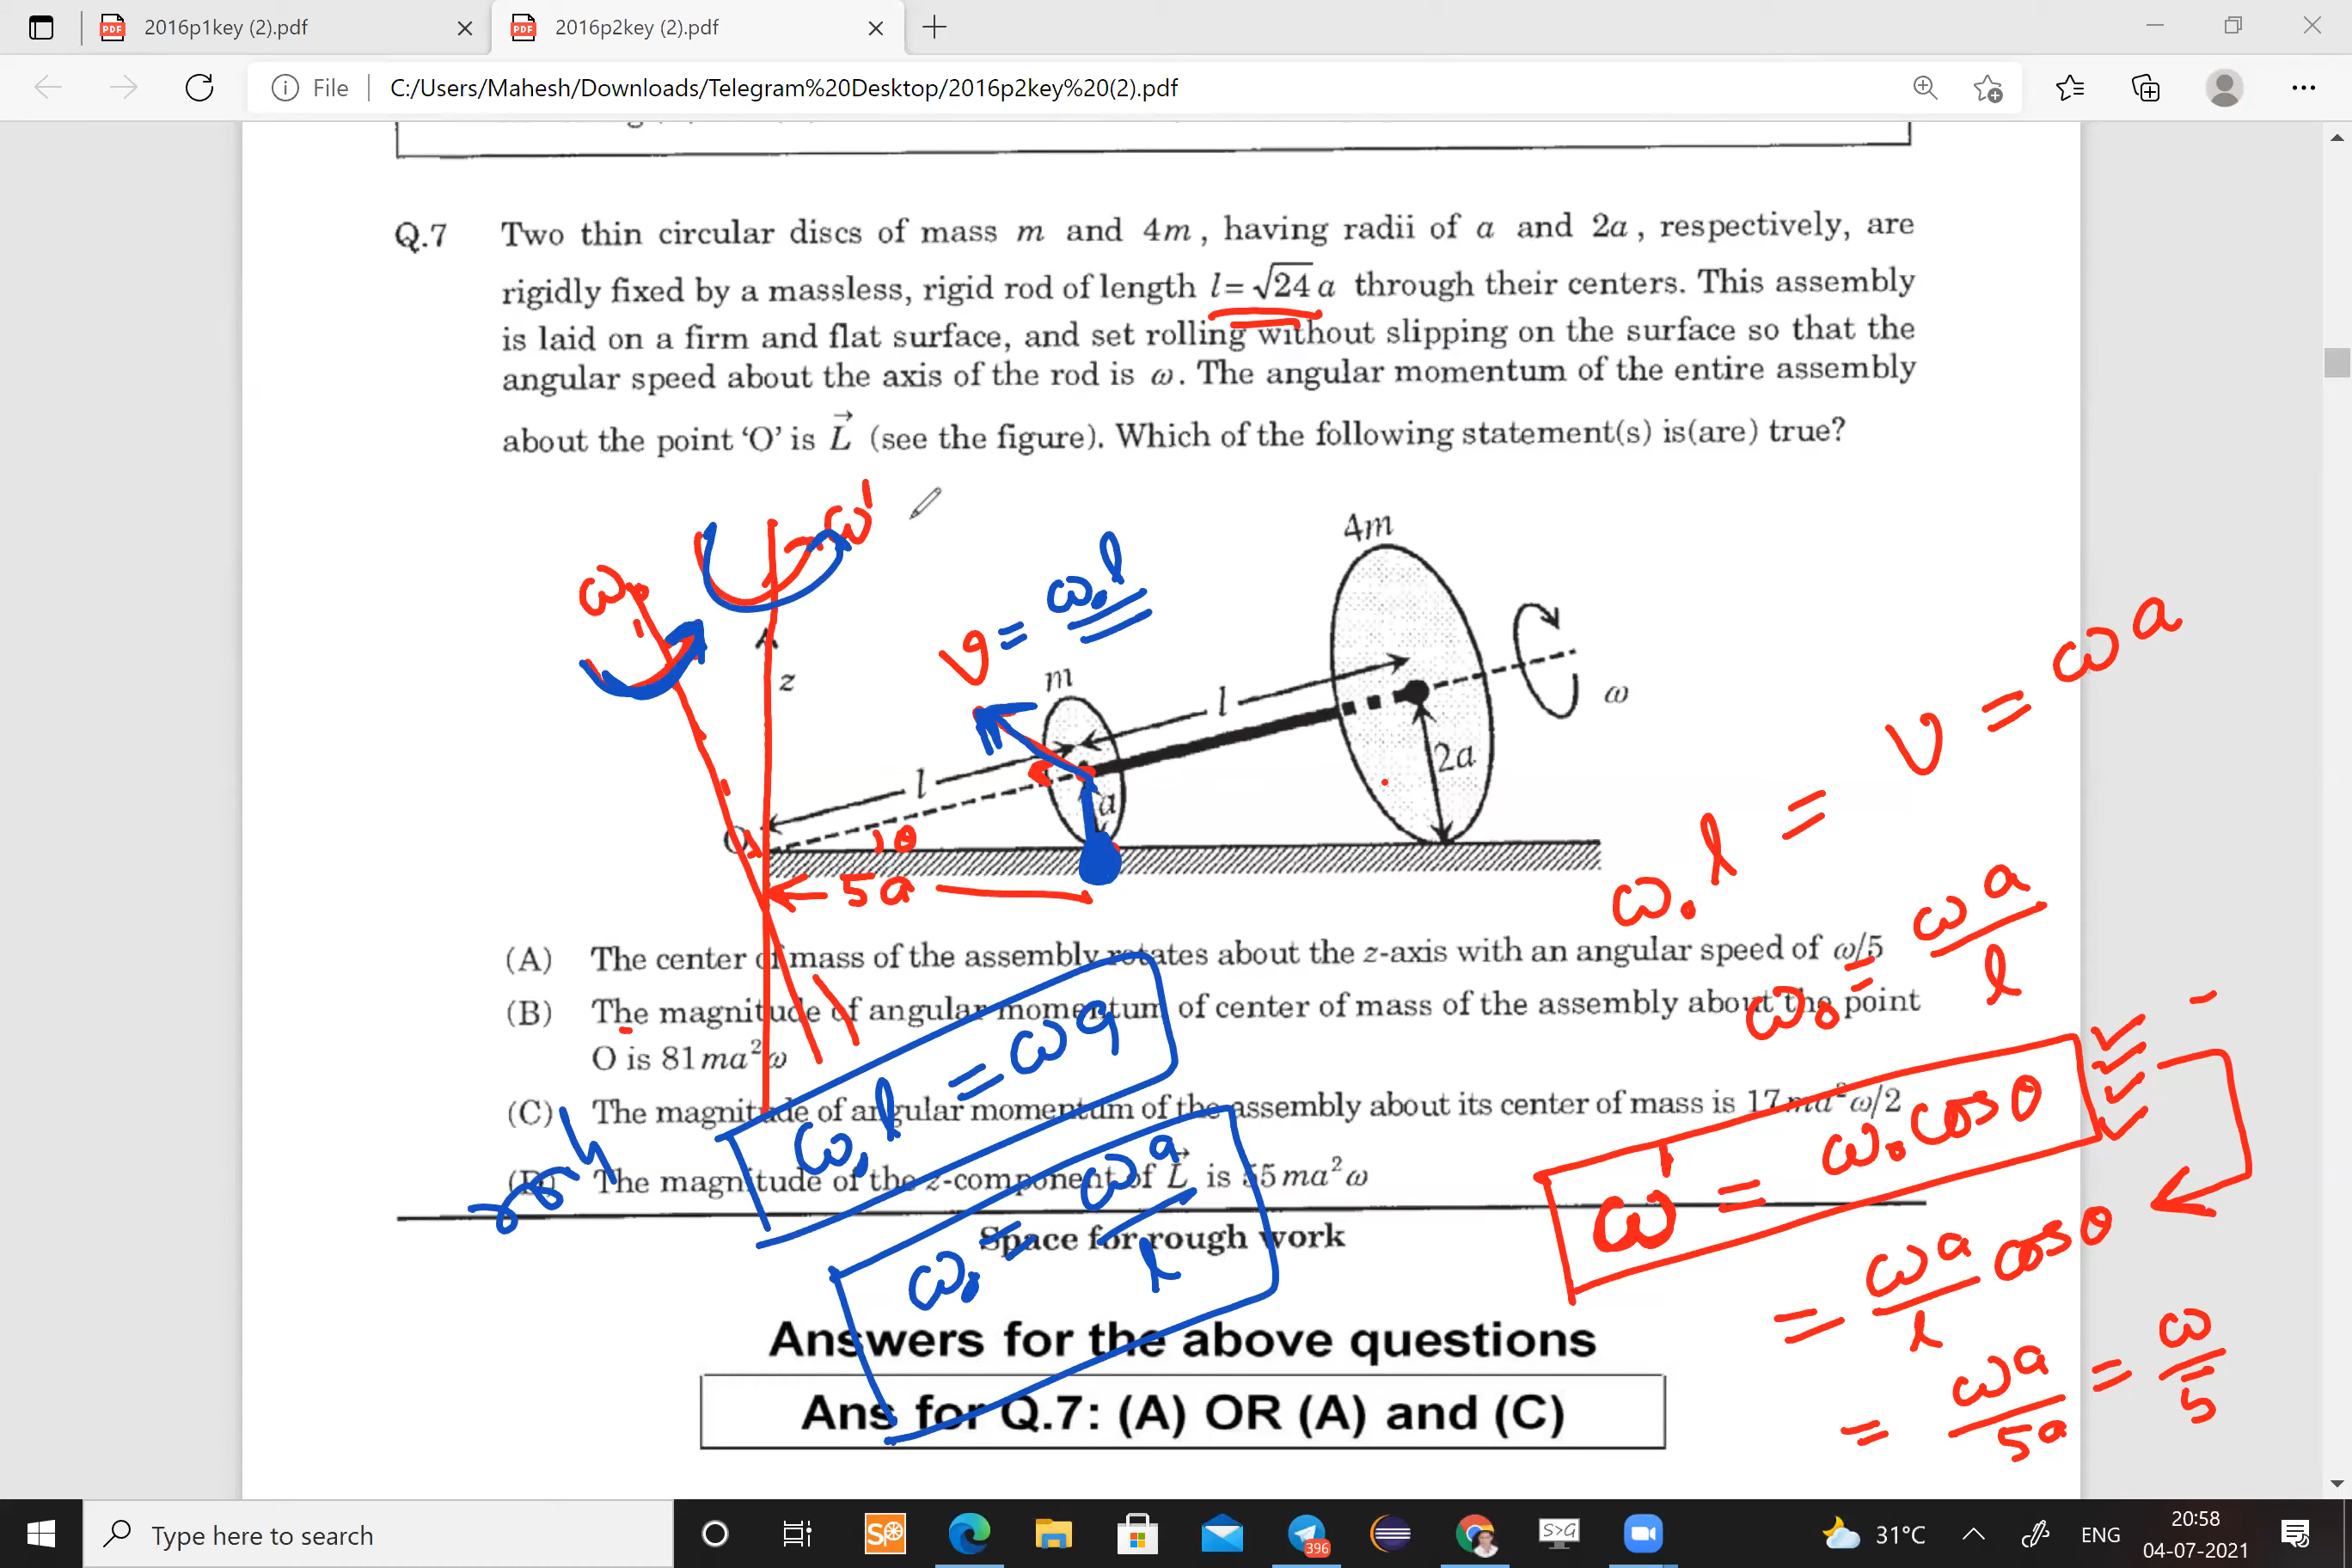 2016p1key (2).pdf
2016p2key (2).pdf
File
C:/Users/Mahesh/Downloads/Telegram%20Desktop/2016p2key%20(2).pdf
Q.7 Two thin circular discs of mass m and 4m, having radii of a and 2a, respectively, are
rigidly fixed by a massless, rigid rod of length l=√24 a through their centers. This assembly
is laid on a firm and flat surface, and set rolling without slipping on the surface so that the
angular speed about the axis of the rod is ω. The angular momentum of the entire assembly
about the point 'O' is L⃗ (see the figure). Which of the following statement(s) is(are) true?
ω₀
ω'
v = ω₀l
z
m
4m
l
l
a
2a
ω
O
θ
5a
v = ωa
ω₀l =
ω₀ = ωa/l
(A) The center of mass of the assembly rotates about the z-axis with an angular speed of ω/5
(B) The magnitude of angular momentum of center of mass of the assembly about the point
O is 81ma²ω
(C) The magnitude of angular momentum of the assembly about its center of mass is 17ma²ω/2
(D) The magnitude of the z-component of L⃗ is 55ma²ω
ω₀l = ωa
ω₀ = ωa/l
ω' = ω₀ cosθ
= ωa/l cosθ
= ωa/5a = ω/5
Space for rough work
Answers for the above questions
Ans for Q.7: (A) OR (A) and (C)
Type here to search
396
S>G
31°C
ENG
20:58
04-07-2021